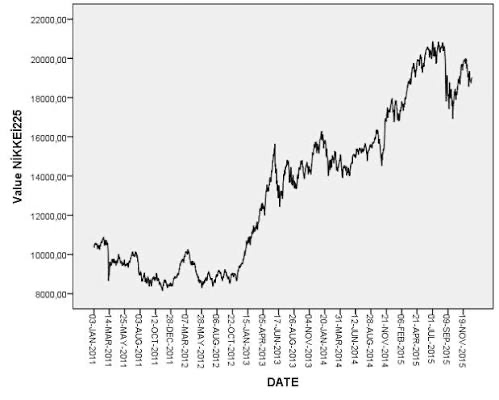 Value NİKKEİ225
22000,00
20000,00
18000,00
16000,00
14000,00
12000,00
10000,00
8000,00
03-JAN-2011
14-MAR-2011
25-MAY-2011
03-AUG-2011
12-OCT-2011
28-DEC-2011
07-MAR-2012
28-MAY-2012
06-AUG-2012
22-OCT-2012
15-JAN-2013
05-APR-2013
17-JUN-2013
26-AUG-2013
04-NOV-2013
20-JAN-2014
31-MAR-2014
12-JUN-2014
28-AUG-2014
21-NOV-2014
06-FEB-2015
21-APR-2015
01-JUL-2015
09-SEP-2015
19-NOV-2015
DATE